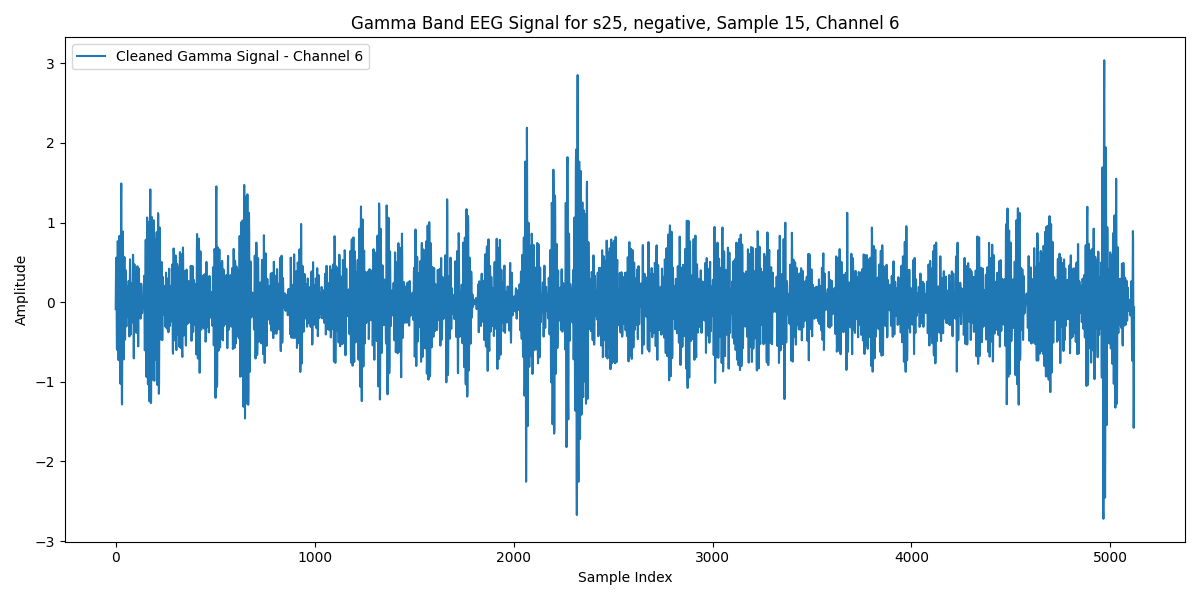 Gamma Band EEG Signal for s25, negative, Sample 15, Channel 6
Cleaned Gamma Signal - Channel 6
Amplitude
3
2
1
0
−1
−2
−3
0 1000 2000 3000 4000 5000
Sample Index